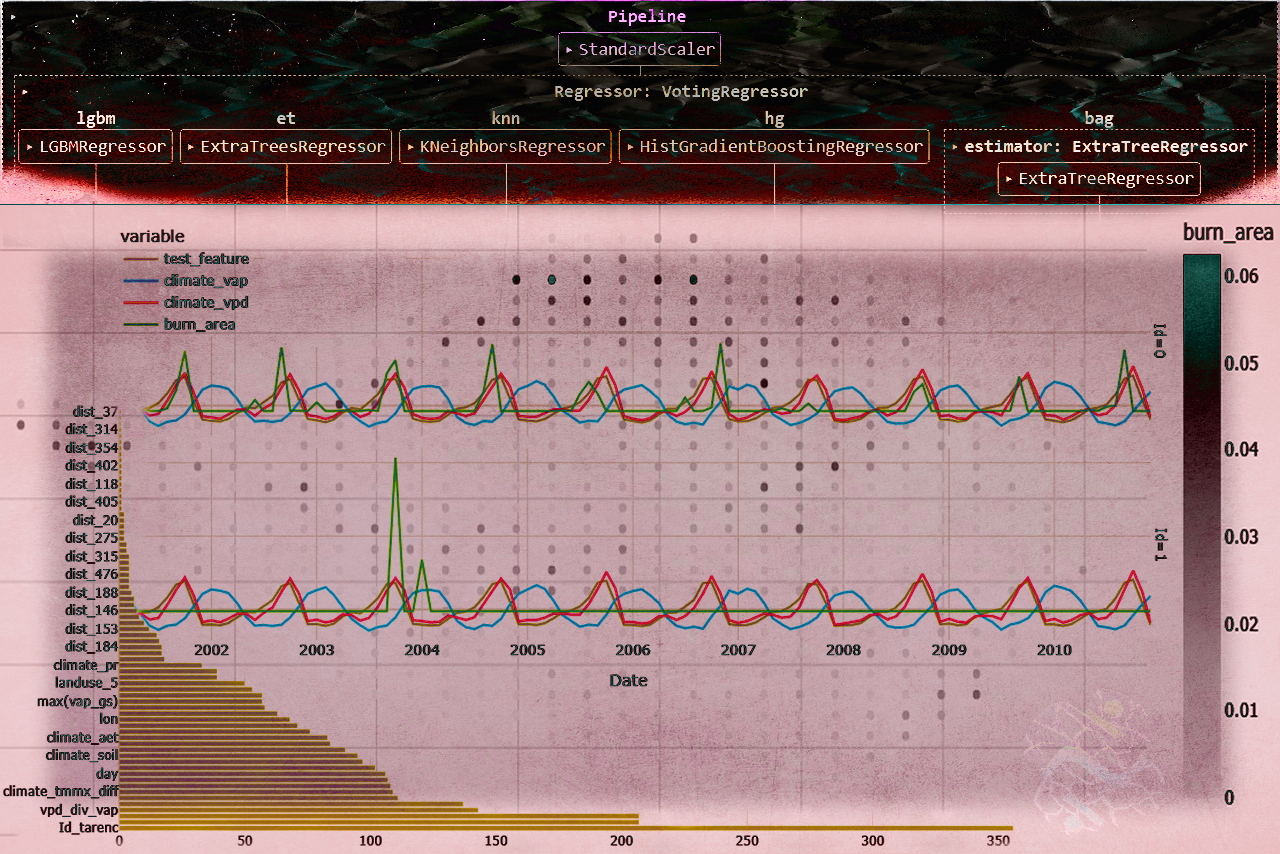 Pipeline
▸ StandardScaler
▸
Regressor: VotingRegressor
lgbm et knn hg bag
▸ LGBMRegressor ▸ ExtraTreesRegressor ▸ KNeighborsRegressor ▸ HistGradientBoostingRegressor ▸ estimator: ExtraTreeRegressor
▸ ExtraTreeRegressor
variable
test_feature
climate_vap
climate_vpd
burn_area
burn_area
0.06
0.05
0.04
0.03
0.02
0.01
0
Id=0
Id=1
dist_37
dist_314
dist_354
dist_402
dist_118
dist_405
dist_20
dist_275
dist_315
dist_476
dist_188
dist_146
dist_153
dist_184
climate_pr
landuse_5
max(vap_gs)
lon
climate_aet
climate_soil
day
climate_tmmx_diff
vpd_div_vap
Id_tarenc
2002 2003 2004 2005 2006 2007 2008 2009 2010
Date
0 50 100 150 200 250 300 350